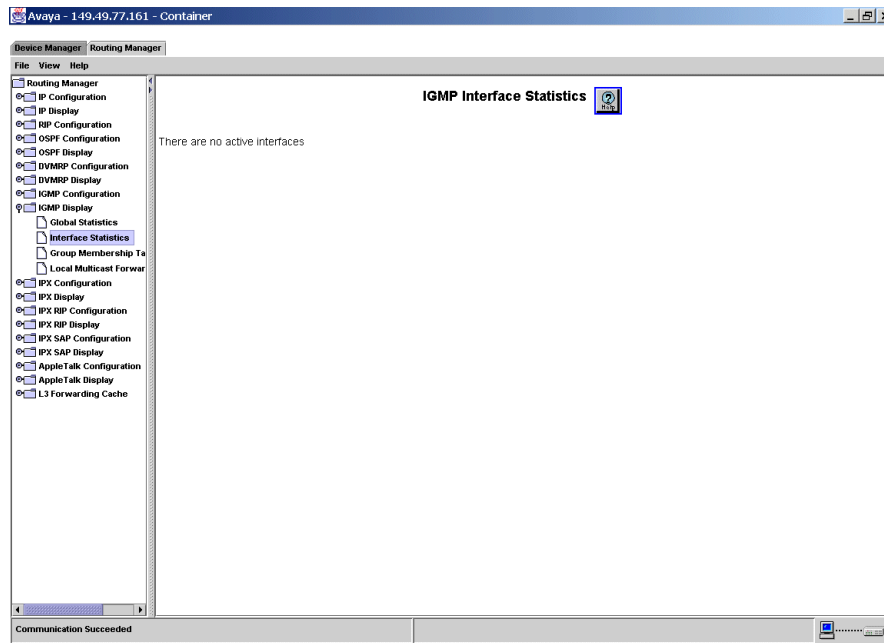 Avaya - 149.49.77.161 - Container
Device Manager Routing Manager
File View Help
Routing Manager
IP Configuration
IP Display
RIP Configuration
OSPF Configuration
OSPF Display
DVMRP Configuration
DVMRP Display
IGMP Configuration
IGMP Display
Global Statistics
Interface Statistics
Group Membership Ta
Local Multicast Forwar
IPX Configuration
IPX Display
IPX RIP Configuration
IPX RIP Display
IPX SAP Configuration
IPX SAP Display
AppleTalk Configuration
AppleTalk Display
L3 Forwarding Cache
IGMP Interface Statistics
Help
There are no active interfaces
Communication Succeeded